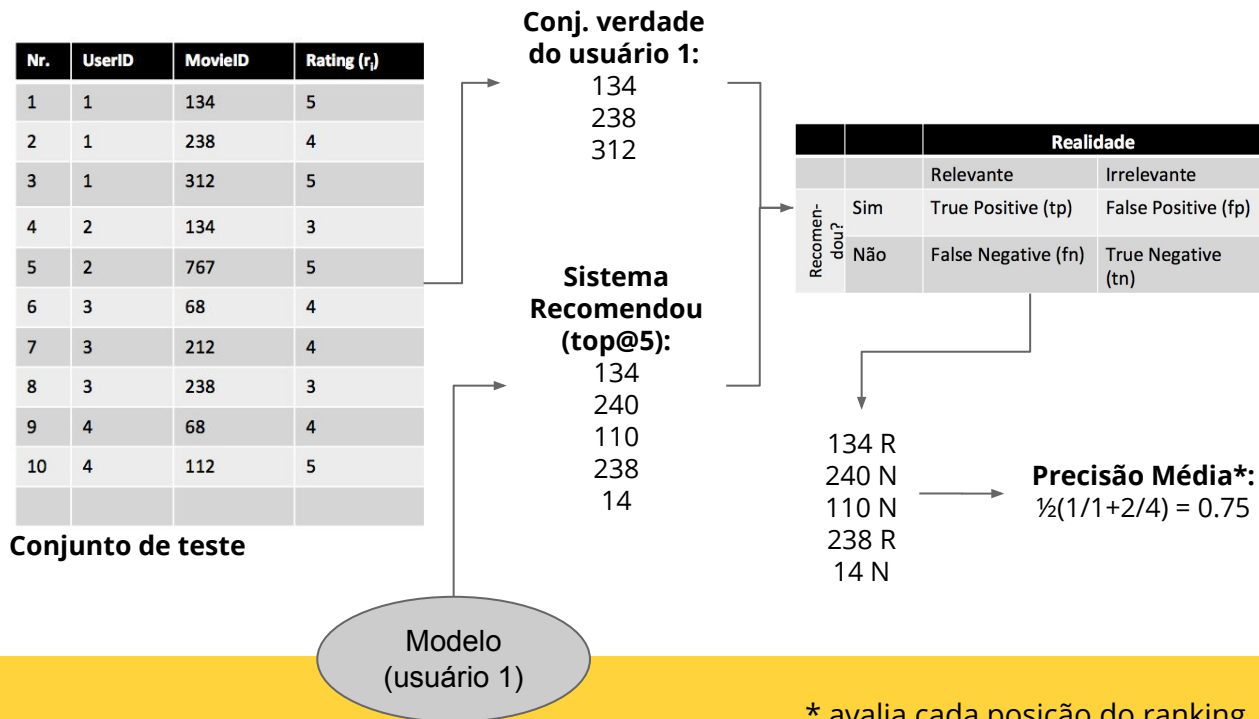 Nr. UserID MovieID Rating (ri)
1 1 134 5
2 1 238 4
3 1 312 5
4 2 134 3
5 2 767 5
6 3 68 4
7 3 212 4
8 3 238 3
9 4 68 4
10 4 112 5
Conjunto de teste
Conj. verdade
do usuário 1:
134
238
312
Sistema
Recomendou
(top@5):
134
240
110
238
14
Modelo
(usuário 1)
Realidade
Relevante Irrelevante
Recomen-
dou?
Sim True Positive (tp) False Positive (fp)
Não False Negative (fn) True Negative
(tn)
134 R
240 N
110 N
238 R
14 N
Precisão Média*:
½(1/1+2/4) = 0.75
* avalia cada posição do ranking